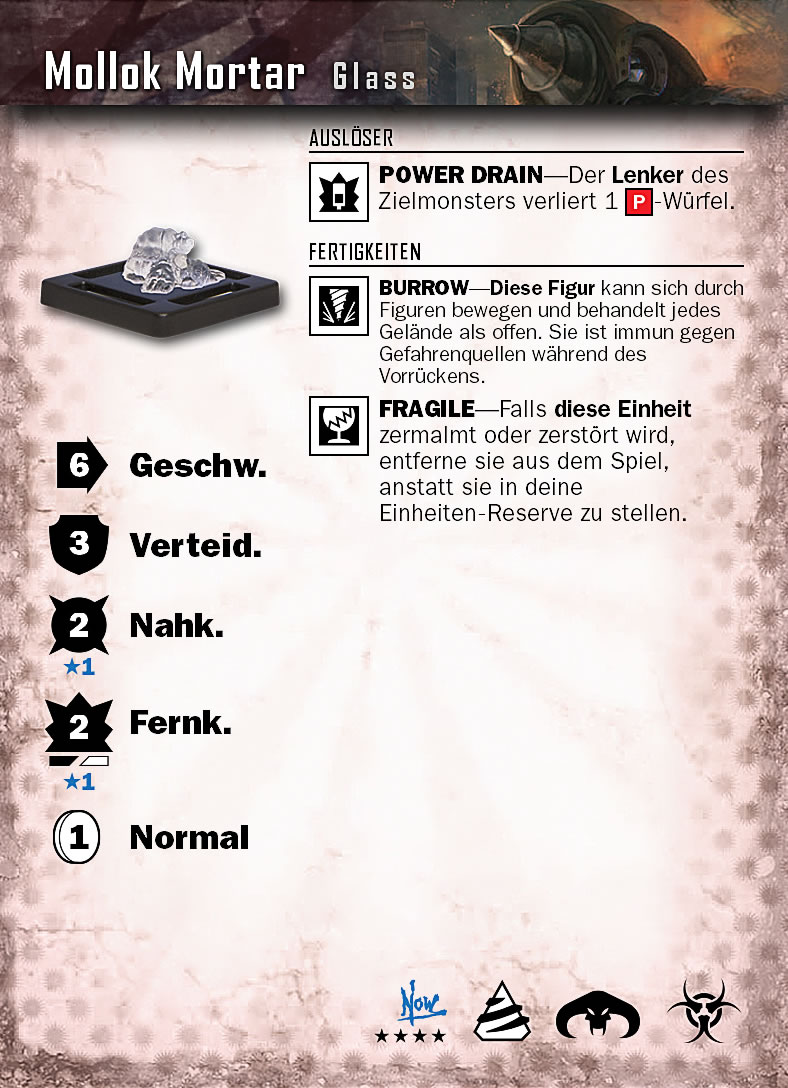 Mollok Mortar Glass
AUSLÖSER
POWER DRAIN—Der Lenker des
Zielmonsters verliert 1 P-Würfel.
FERTIGKEITEN
BURROW—Diese Figur kann sich durch
Figuren bewegen und behandelt jedes
Gelände als offen. Sie ist immun gegen
Gefahrenquellen während des
Vorrückens.
FRAGILE—Falls diese Einheit
zermalmt oder zerstört wird,
entferne sie aus dem Spiel,
anstatt sie in deine
Einheiten-Reserve zu stellen.
6 Geschw.
3 Verteid.
2 Nahk.
★1
2 Fernk.
★1
1 Normal
Now
★★★★